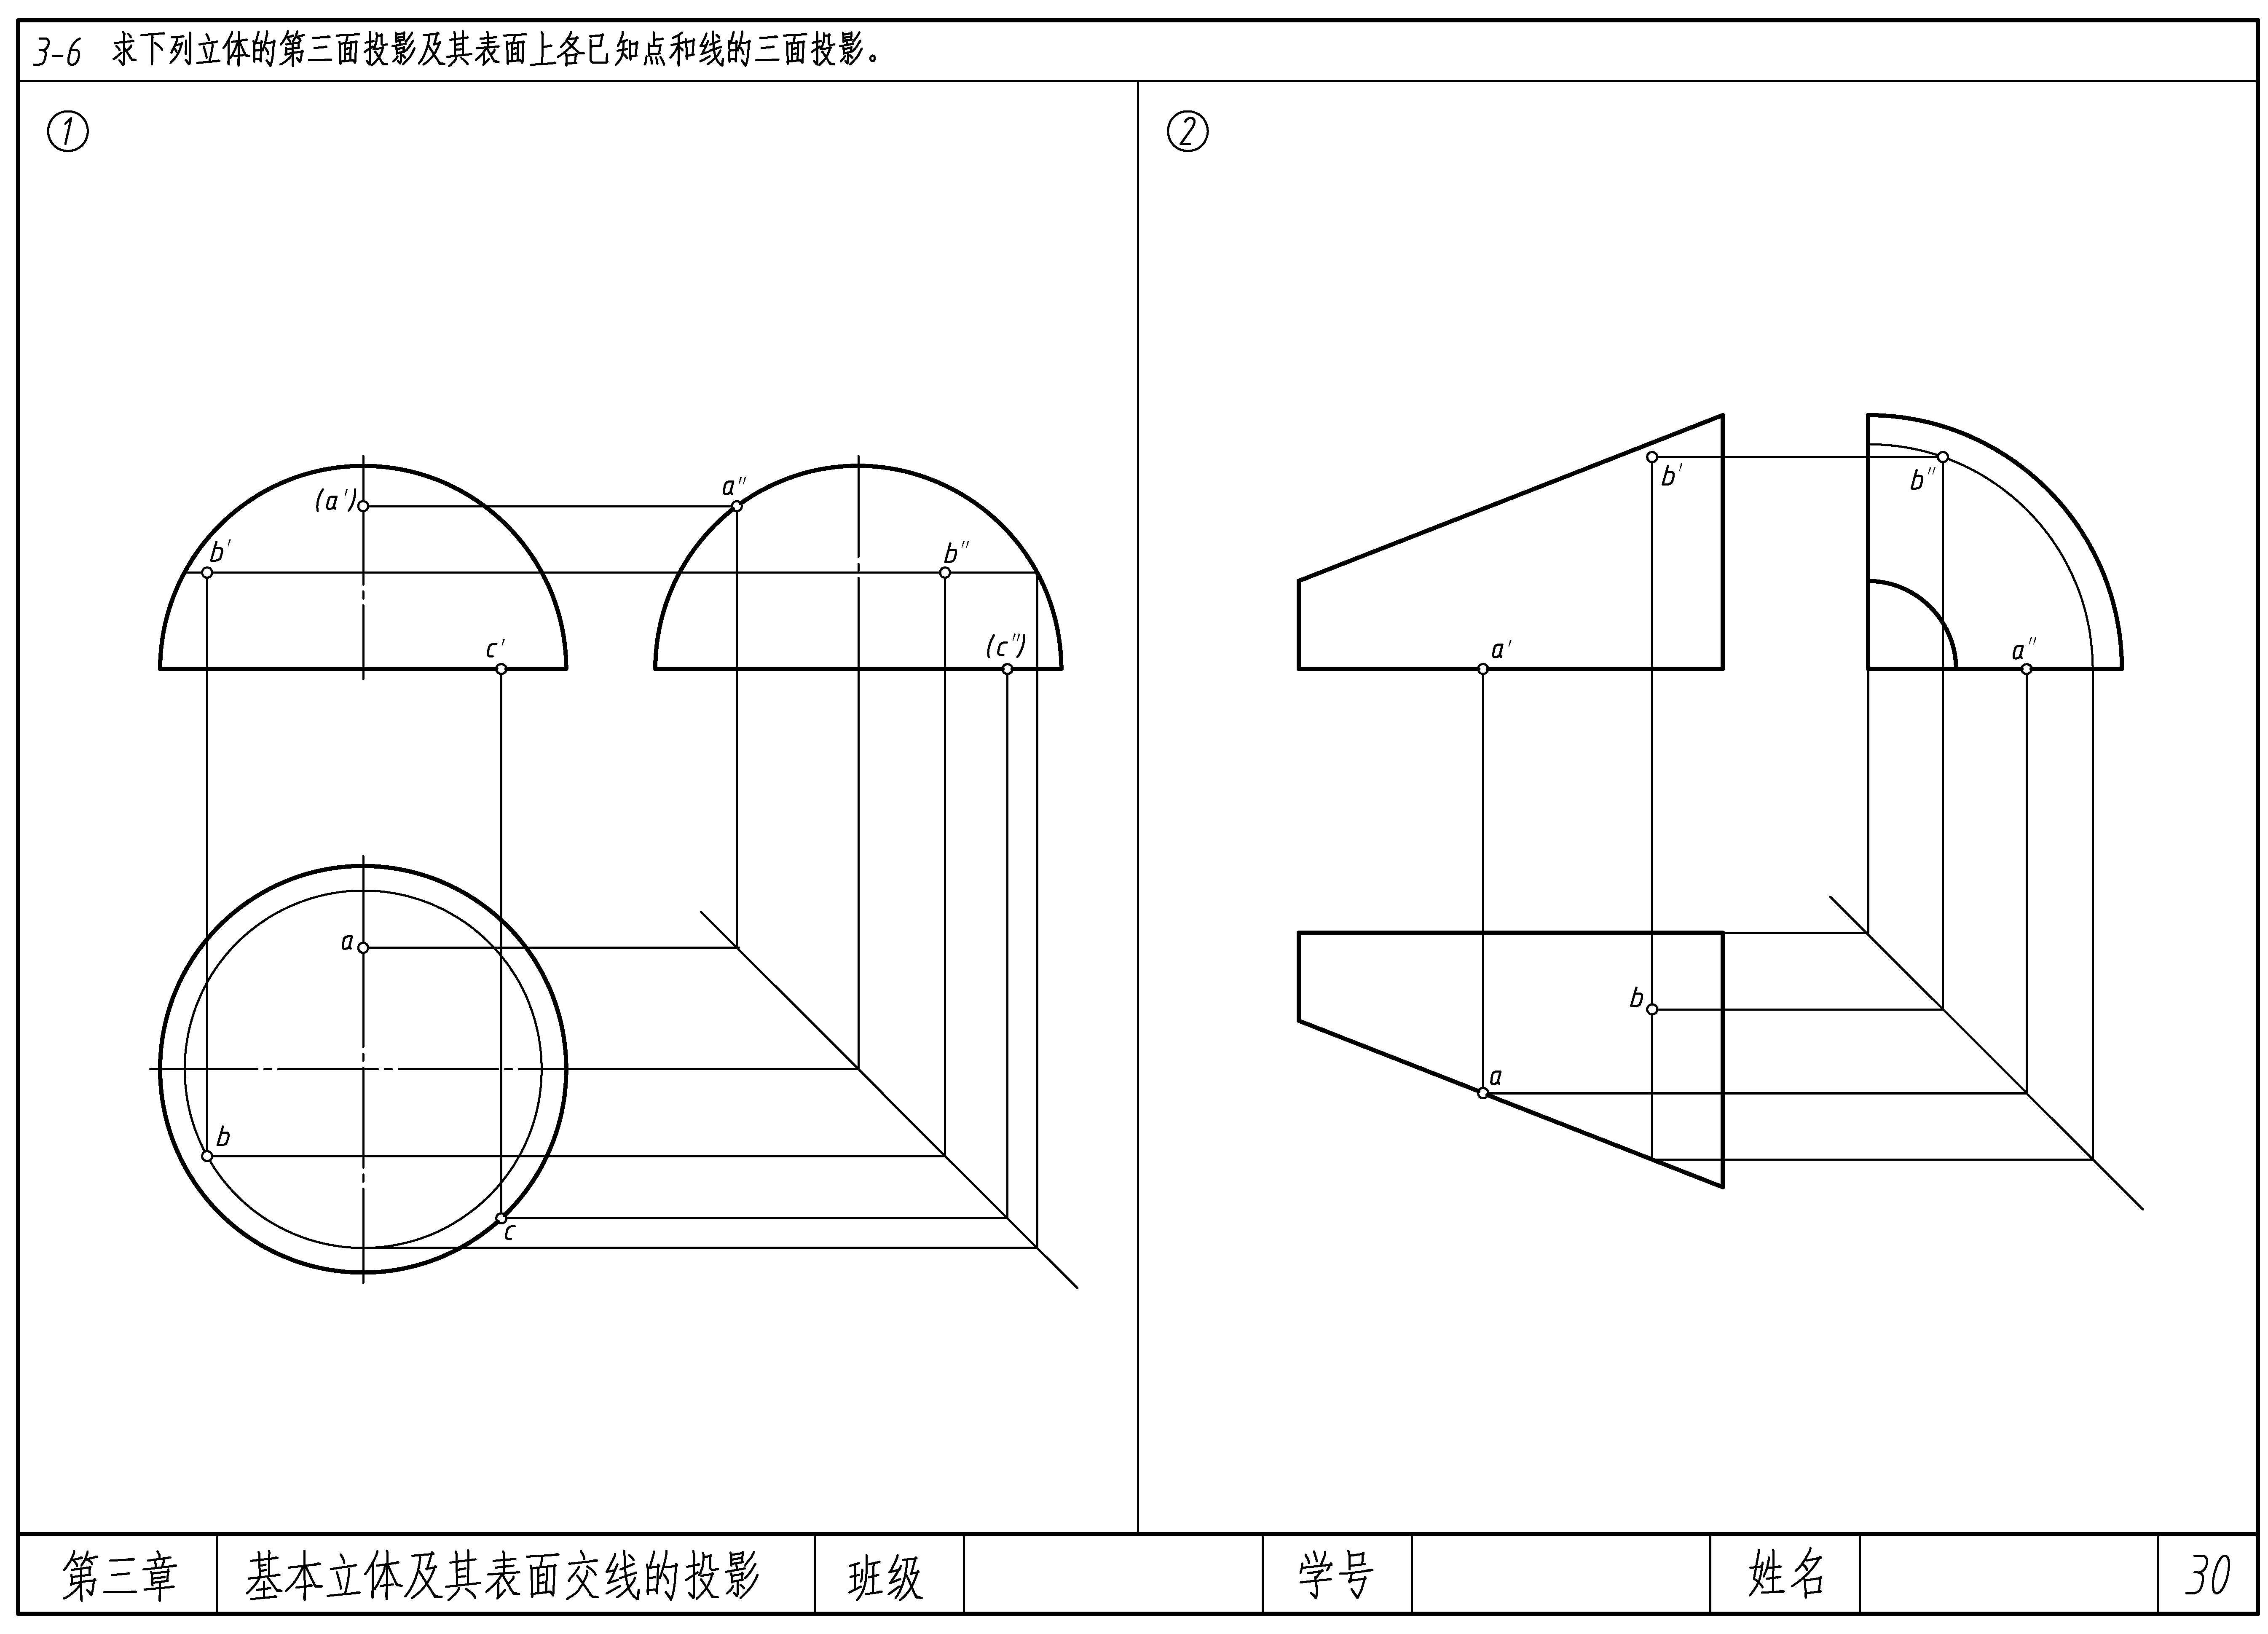 3-6 求下列立体的第三面投影及其表面上各已知点和线的三面投影。
① ②
a″
(a′)
b′ b″
b′ b″
c′ (c″)
a′ a″
a
b
a
b
c
第三章 基本立体及其表面交线的投影 班级 学号 姓名 30